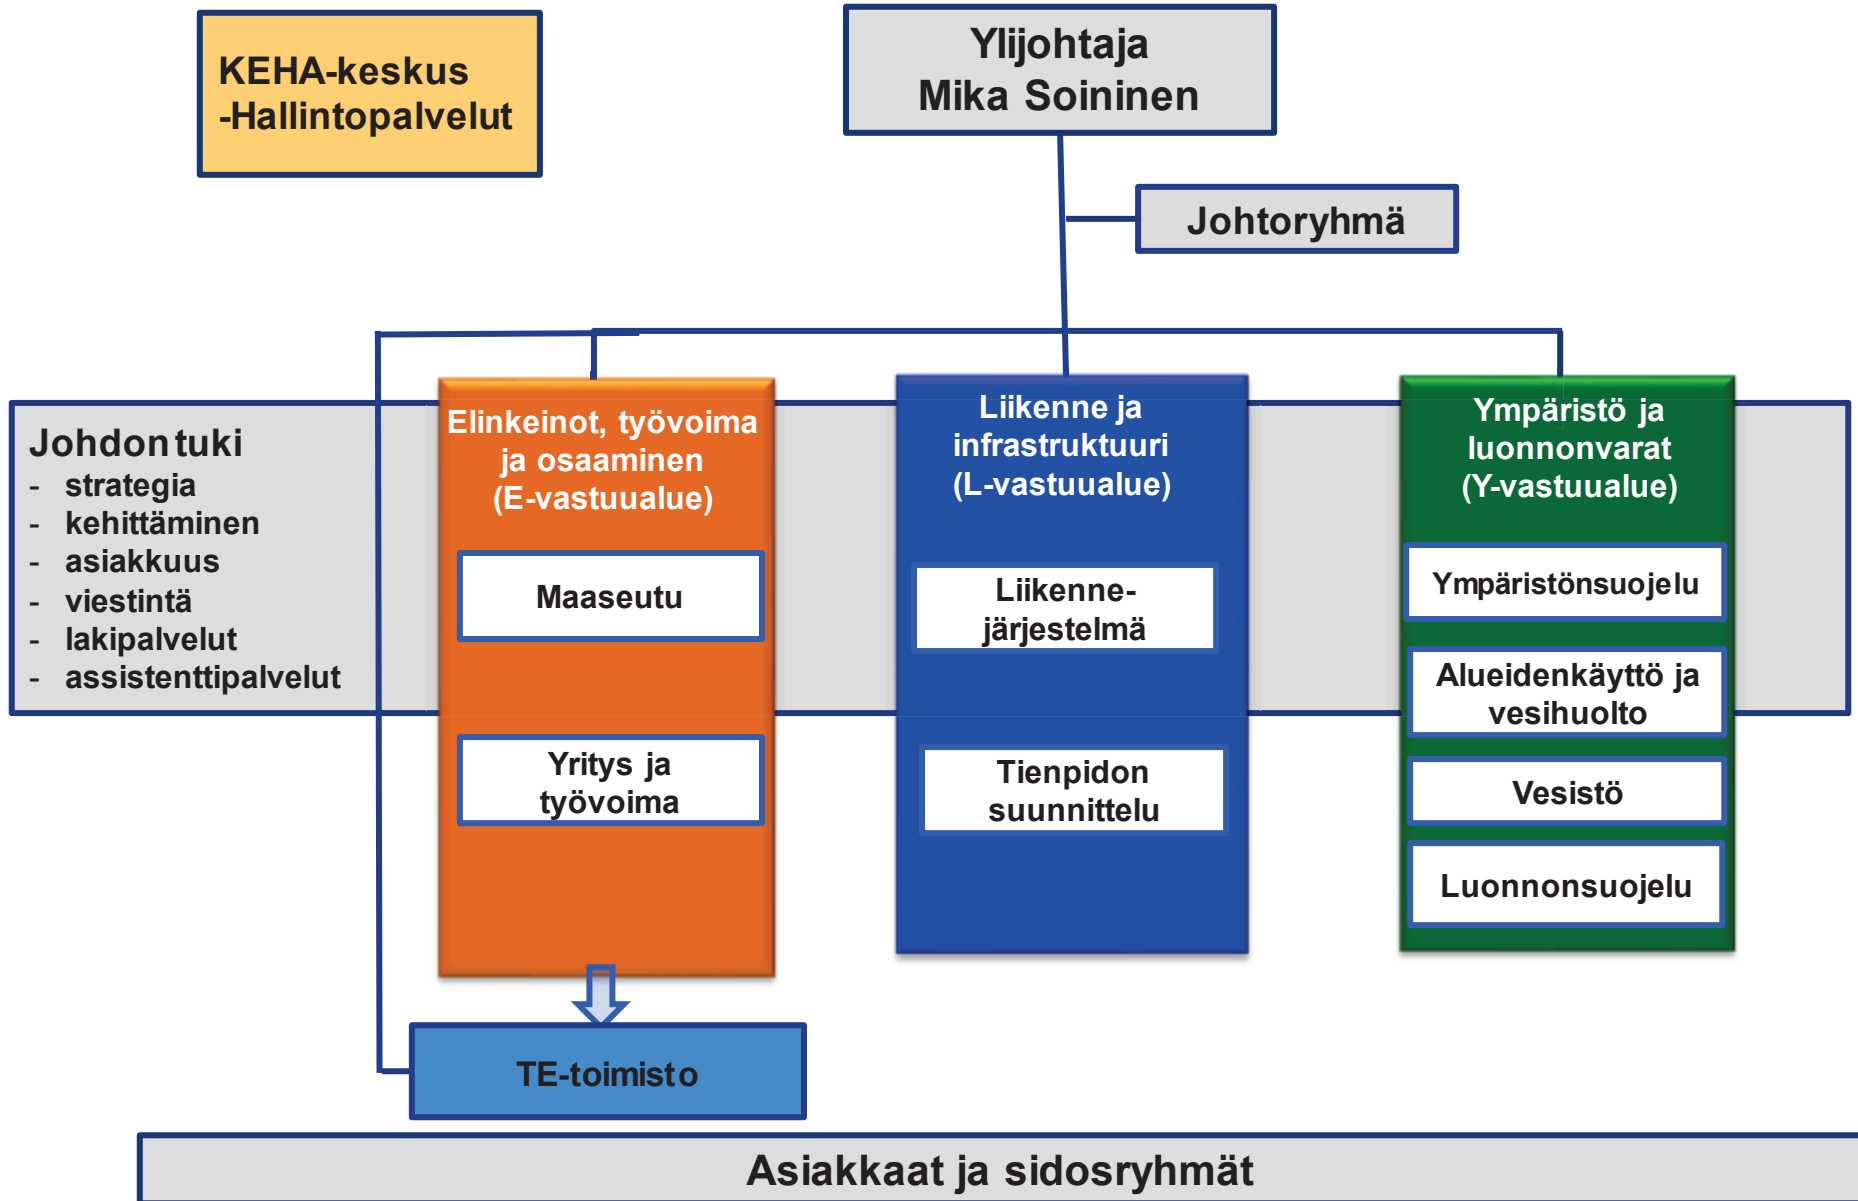 KEHA-keskus
-Hallintopalvelut
Ylijohtaja
Mika Soininen
Johtoryhmä
Johdon tuki
- strategia
- kehittäminen
- asiakkuus
- viestintä
- lakipalvelut
- assistenttipalvelut
Elinkeinot, työvoima
ja osaaminen
(E-vastuualue)
Maaseutu
Yritys ja
työvoima
Liikenne ja
infrastruktuuri
(L-vastuualue)
Liikenne-
järjestelmä
Tienpidon
suunnittelu
Ympäristö ja
luonnonvarat
(Y-vastuualue)
Ympäristönsuojelu
Alueidenkäyttö ja
vesihuolto
Vesistö
Luonnonsuojelu
TE-toimisto
Asiakkaat ja sidosryhmät